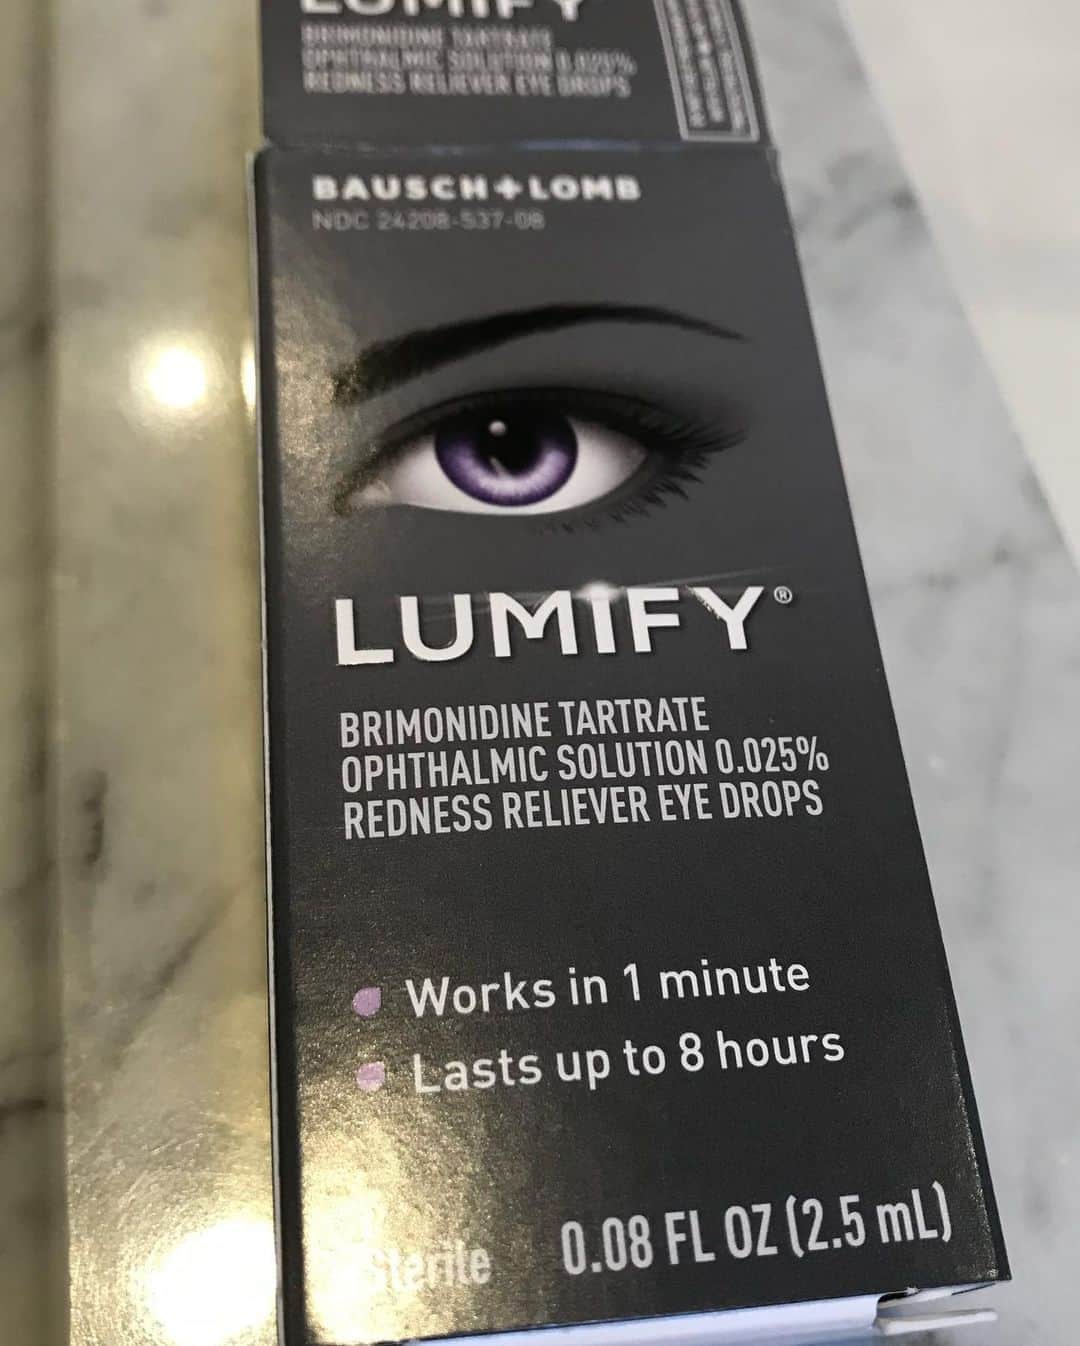 LUMIFY
BRIMONIDINE TARTRATE
OPHTHALMIC SOLUTION 0.025%
REDNESS RELIEVER EYE DROPS
BAUSCH + LOMB
NDC 24208-537-08
LUMIFY®
BRIMONIDINE TARTRATE
OPHTHALMIC SOLUTION 0.025%
REDNESS RELIEVER EYE DROPS
Works in 1 minute
Lasts up to 8 hours
Sterile 0.08 FL OZ (2.5 mL)